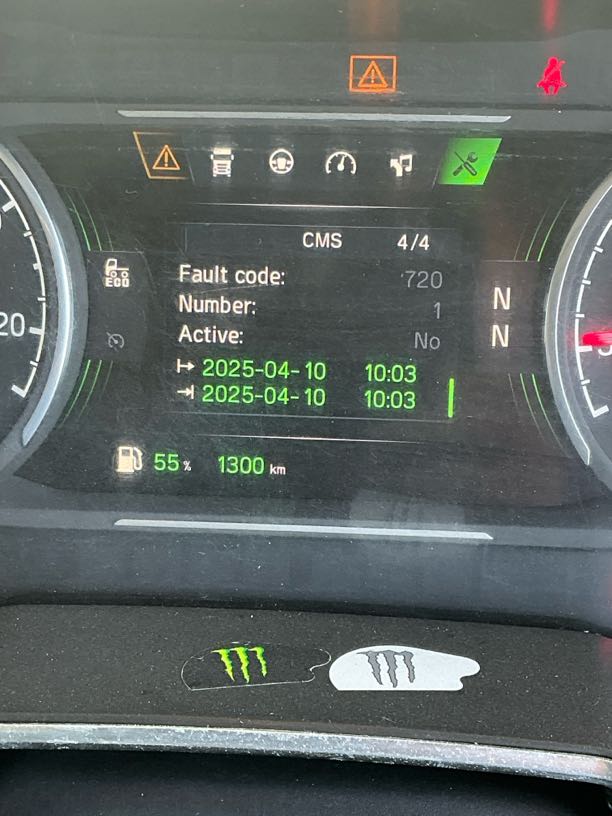 CMS 4/4
Fault code: 720
Number: 1
Active: No
2025-04-10 10:03
2025-04-10 10:03
ECO
N
N
20
55 % 1300 km